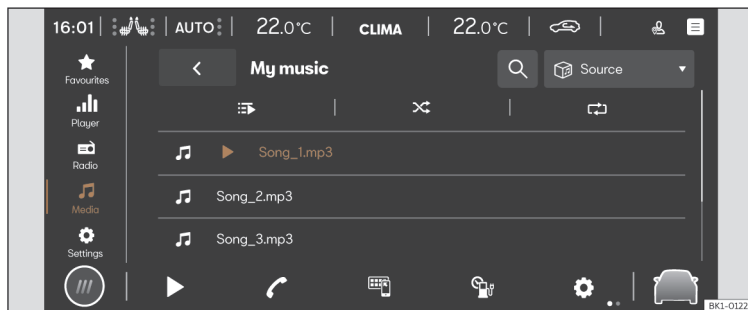 16:01 AUTO 22.0°C CLIMA 22.0°C
Favourites
My music
Source
Player
Song_1.mp3
Radio
Song_2.mp3
Media
Song_3.mp3
Settings
BK1-0122